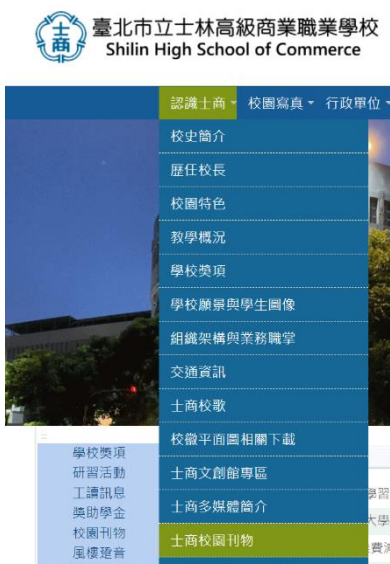 士商
臺北市立士林高級商業職業學校
Shilin High School of Commerce
認識士商 校園寫真 行政單位
校史簡介
歷任校長
校園特色
教學概況
學校獎項
學校願景與學生圖像
組織架構與業務職掌
交通資訊
士商校歌
校徽平面圖相關下載
士商文創館專區
士商多媒體簡介
士商校園刊物
學校獎項
研習活動
工讀訊息
獎助學金
校園刊物
風樓跫音
學習
大學